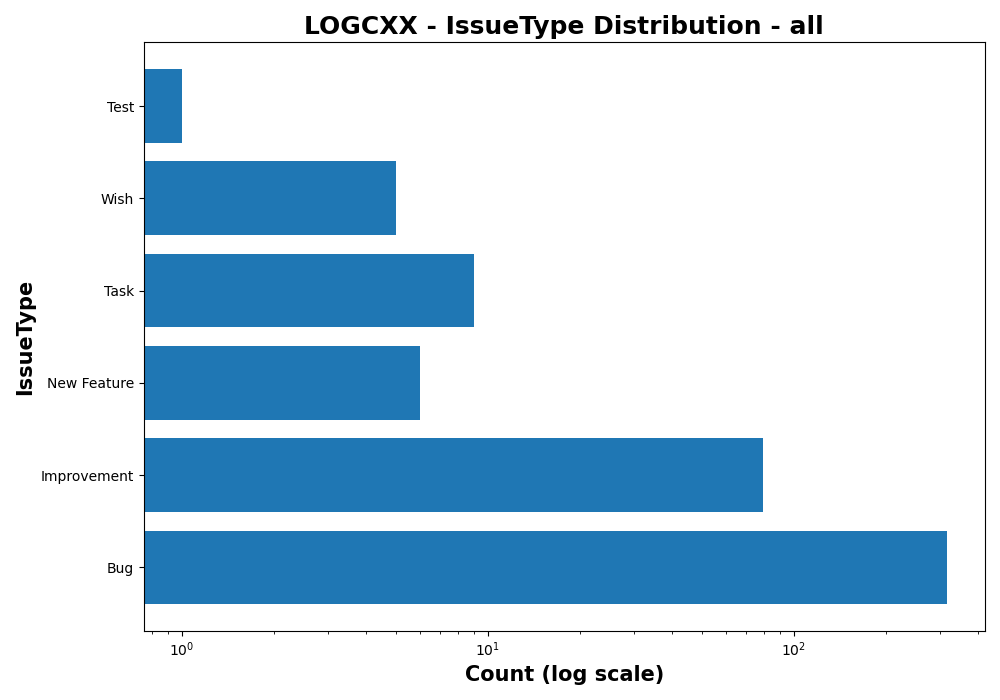 LOGCXX - IssueType Distribution - all
IssueType
Test
Wish
Task
New Feature
Improvement
Bug
10⁰ 10¹ 10²
Count (log scale)